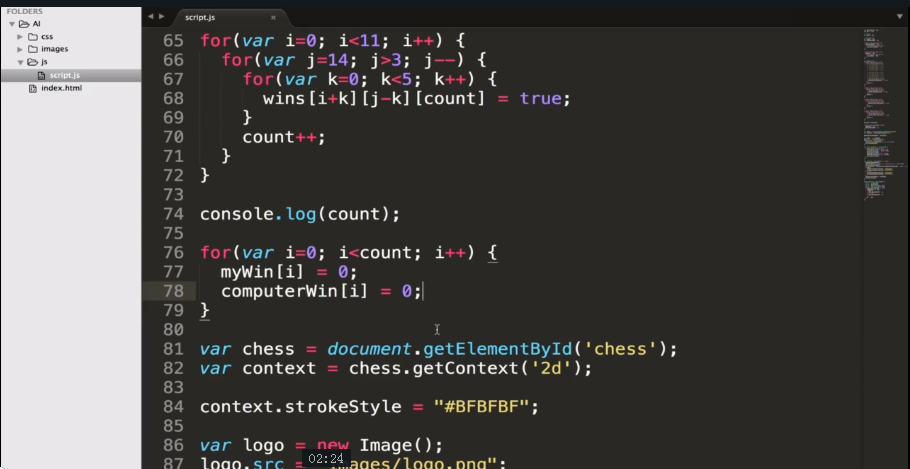 FOLDERS
AI
css
images
js
script.js
index.html
script.js ×
65 for(var i=0; i<11; i++) {
66 for(var j=14; j>3; j--) {
67 for(var k=0; k<5; k++) {
68 wins[i+k][j-k][count] = true;
69 }
70 count++;
71 }
72 }
73
74 console.log(count);
75
76 for(var i=0; i<count; i++) {
77 myWin[i] = 0;
78 computerWin[i] = 0;
79 }
80
81 var chess = document.getElementById('chess');
82 var context = chess.getContext('2d');
83
84 context.strokeStyle = "#BFBFBF";
85
86 var logo = new Image();
87 logo.src = images/logo.png";
02:24